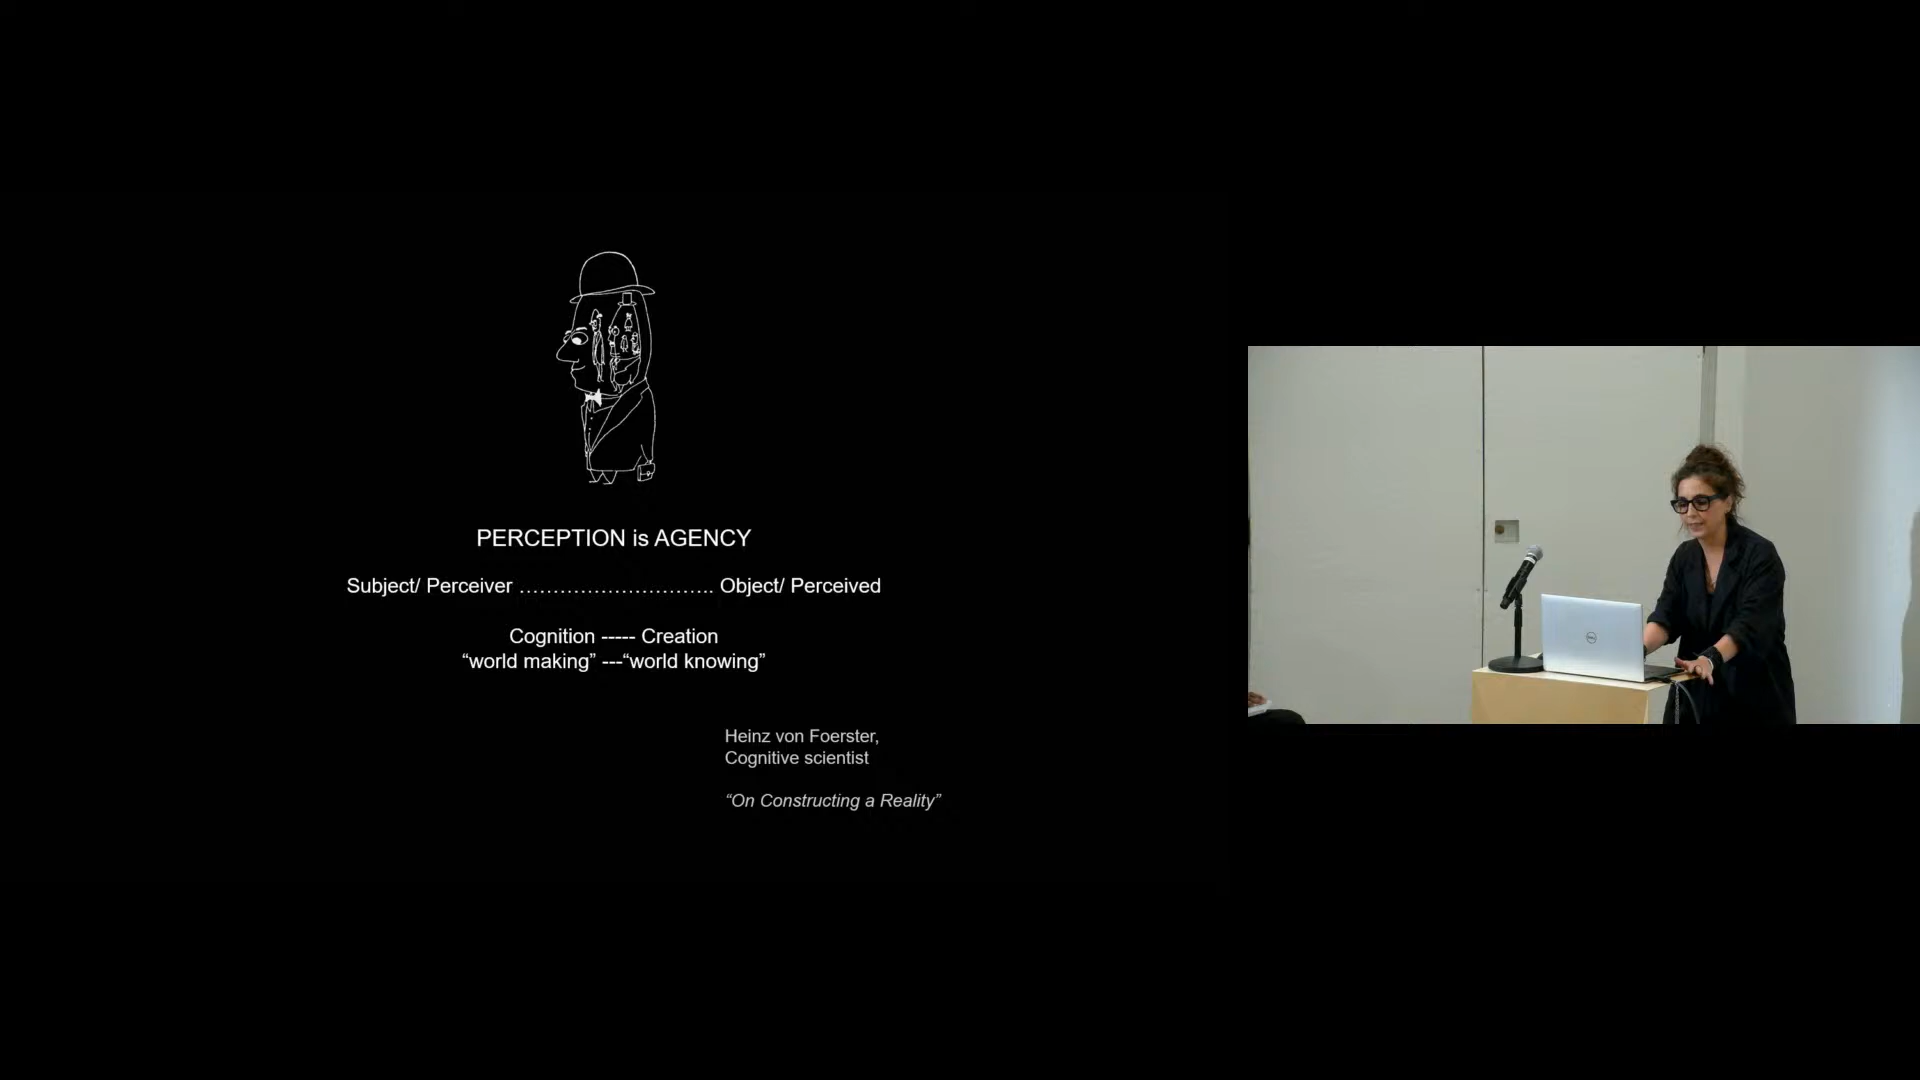 PERCEPTION is AGENCY
Subject/ Perceiver ………………………. Object/ Perceived
Cognition ----- Creation
“world making” ---“world knowing”
Heinz von Foerster,
Cognitive scientist
“On Constructing a Reality”